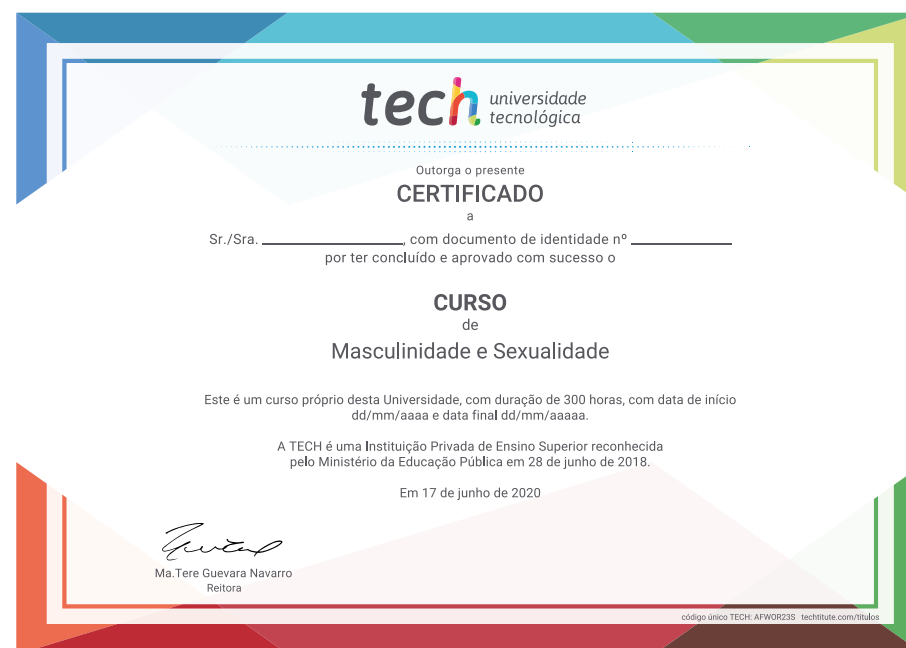 tech universidade
tecnológica
Outorga o presente
CERTIFICADO
a
Sr./Sra. , com documento de identidade nº
por ter concluído e aprovado com sucesso o
CURSO
de
Masculinidade e Sexualidade
Este é um curso próprio desta Universidade, com duração de 300 horas, com data de início
dd/mm/aaaa e data final dd/mm/aaaaa.
A TECH é uma Instituição Privada de Ensino Superior reconhecida
pelo Ministério da Educação Pública em 28 de junho de 2018.
Em 17 de junho de 2020
Ma.Tere Guevara Navarro
Reitora
código único TECH: AFWOR23S techtitute.com/titulos